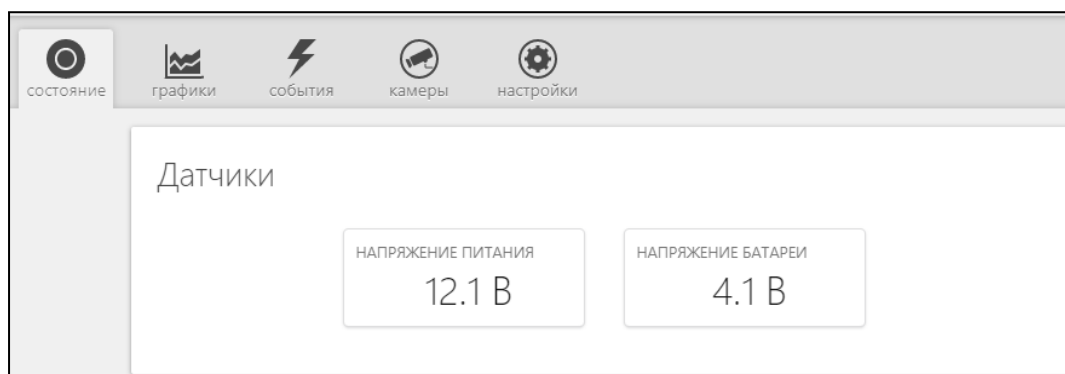 состояние
графики
события
камеры
настройки
Датчики
НАПРЯЖЕНИЕ ПИТАНИЯ
12.1 В
НАПРЯЖЕНИЕ БАТАРЕИ
4.1 В